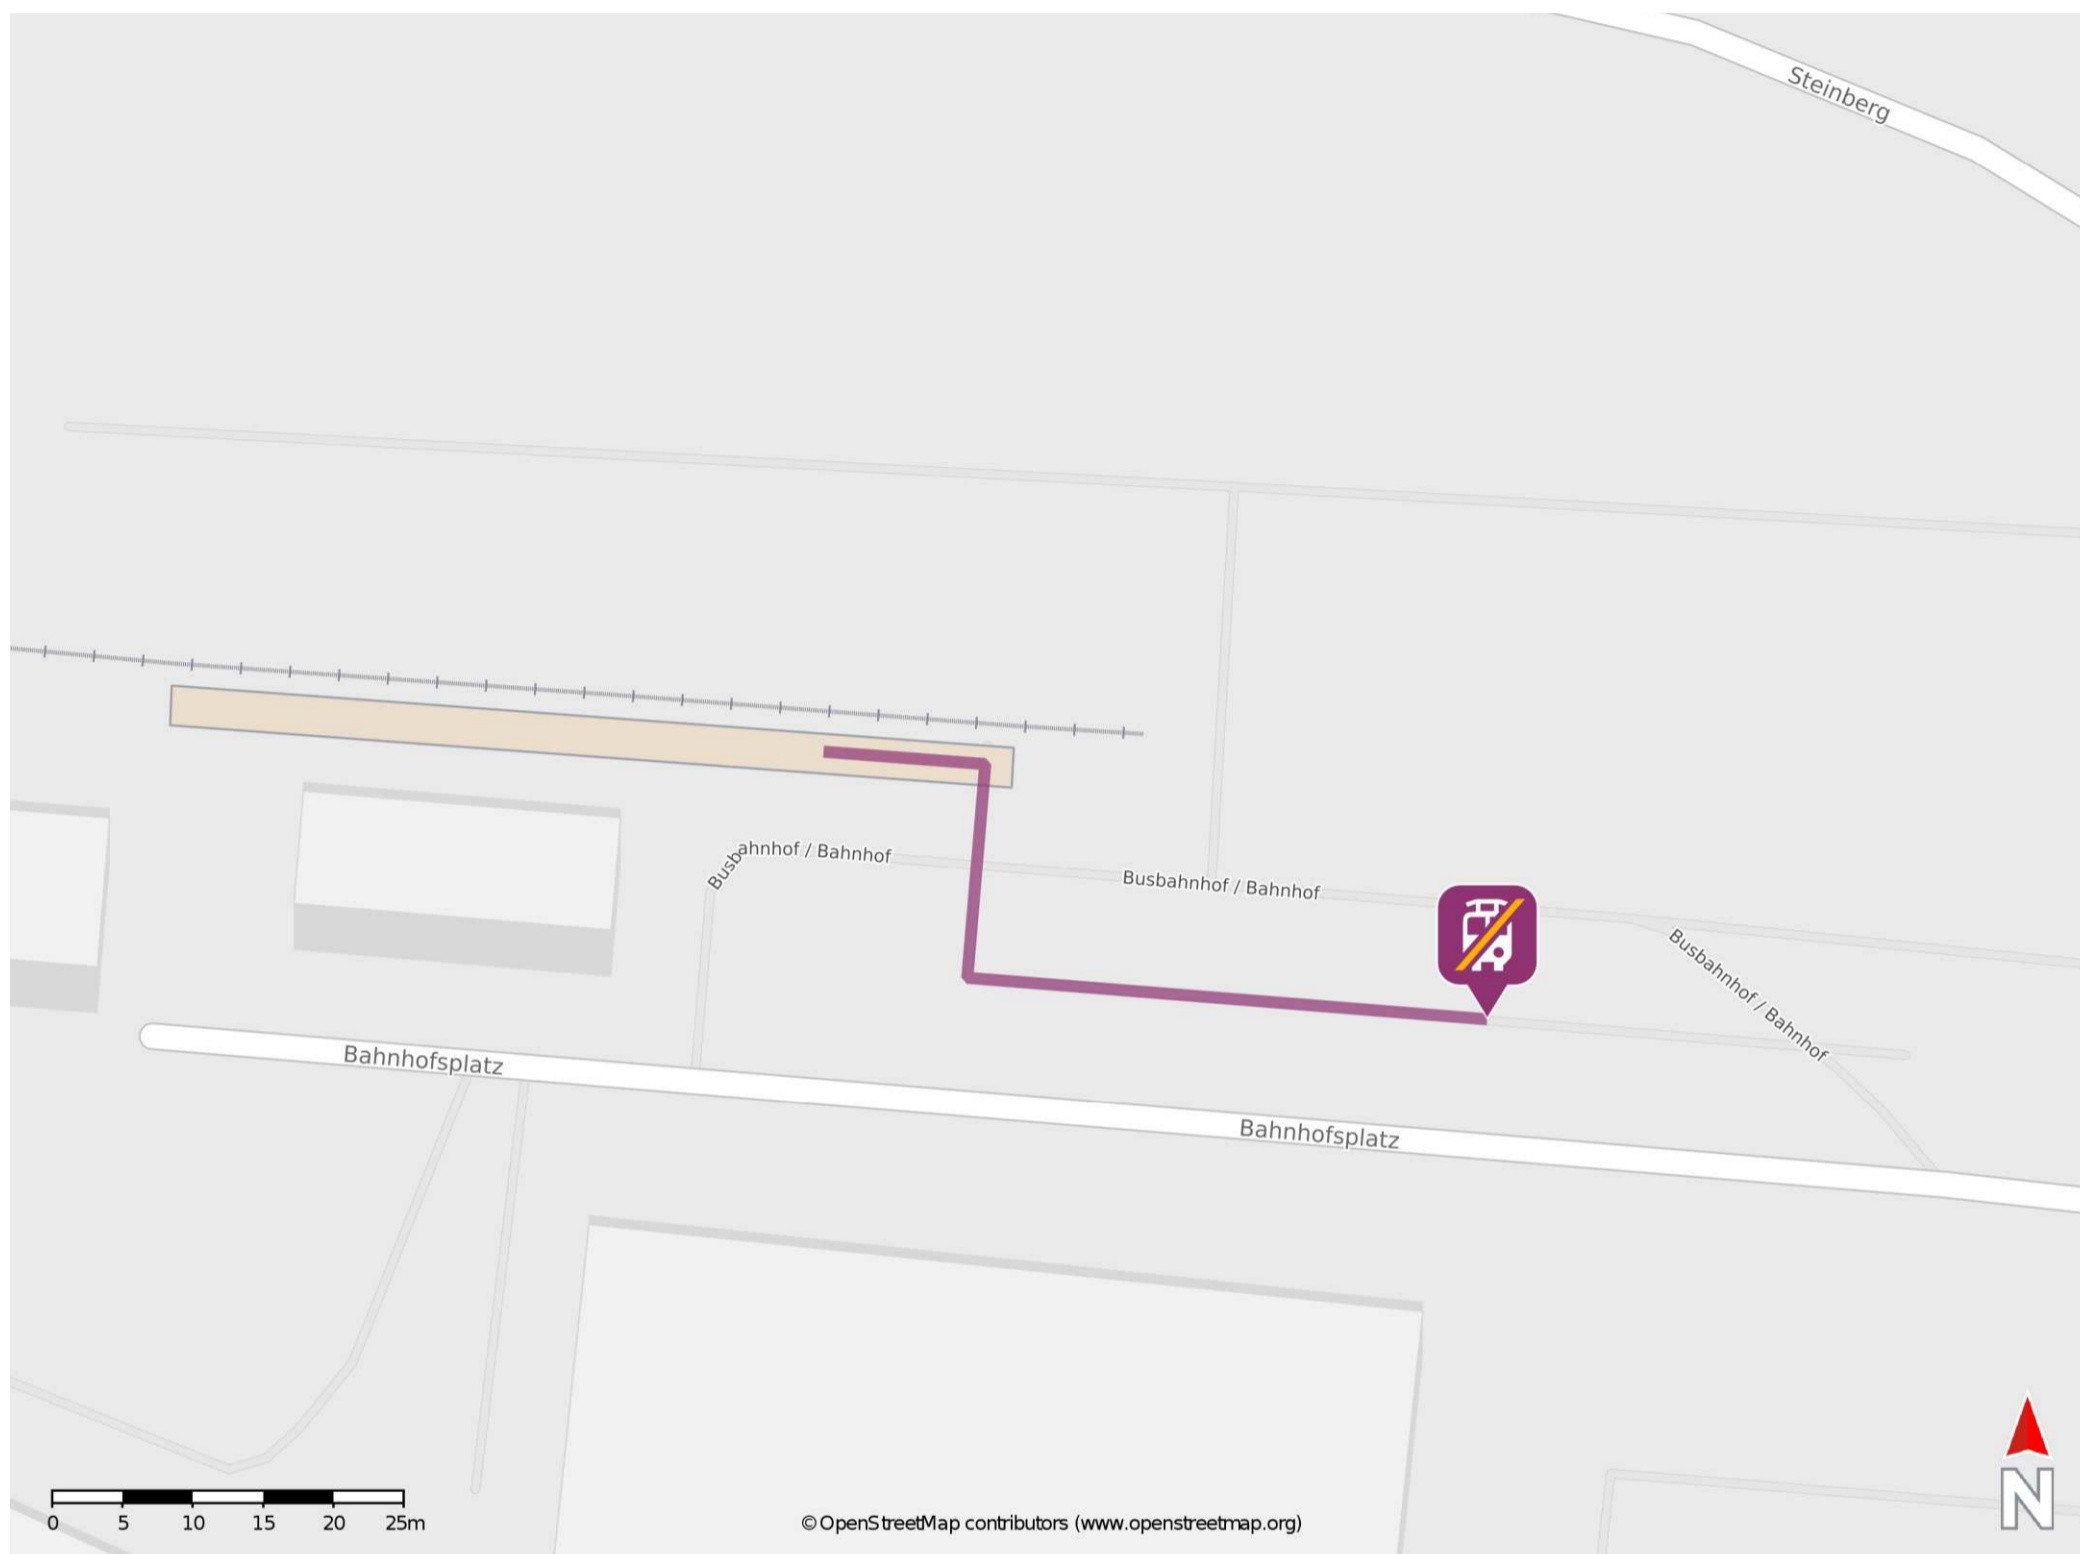 Steinberg
Busbahnhof / Bahnhof
Busbahnhof / Bahnhof
Busbahnhof / Bahnhof
Bahnhofsplatz
Bahnhofsplatz
0 5 10 15 20 25m
© OpenStreetMap contributors (www.openstreetmap.org)
N